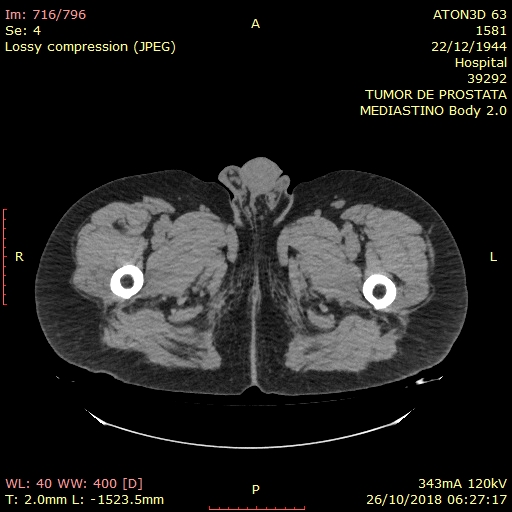 Im: 716/796
Se: 4
Lossy compression (JPEG)
A
ATON3D 63
1581
22/12/1944
Hospital
39292
TUMOR DE PROSTATA
MEDIASTINO Body 2.0
R
L
WL: 40 WW: 400 [D]
T: 2.0mm L: -1523.5mm
P
343mA 120kV
26/10/2018 06:27:17